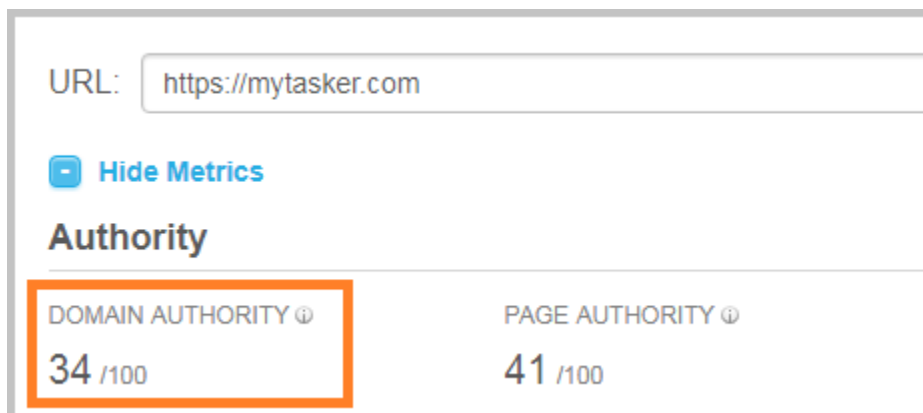 URL: https://mytasker.com
- Hide Metrics
Authority
DOMAIN AUTHORITY PAGE AUTHORITY
34 /100 41 /100